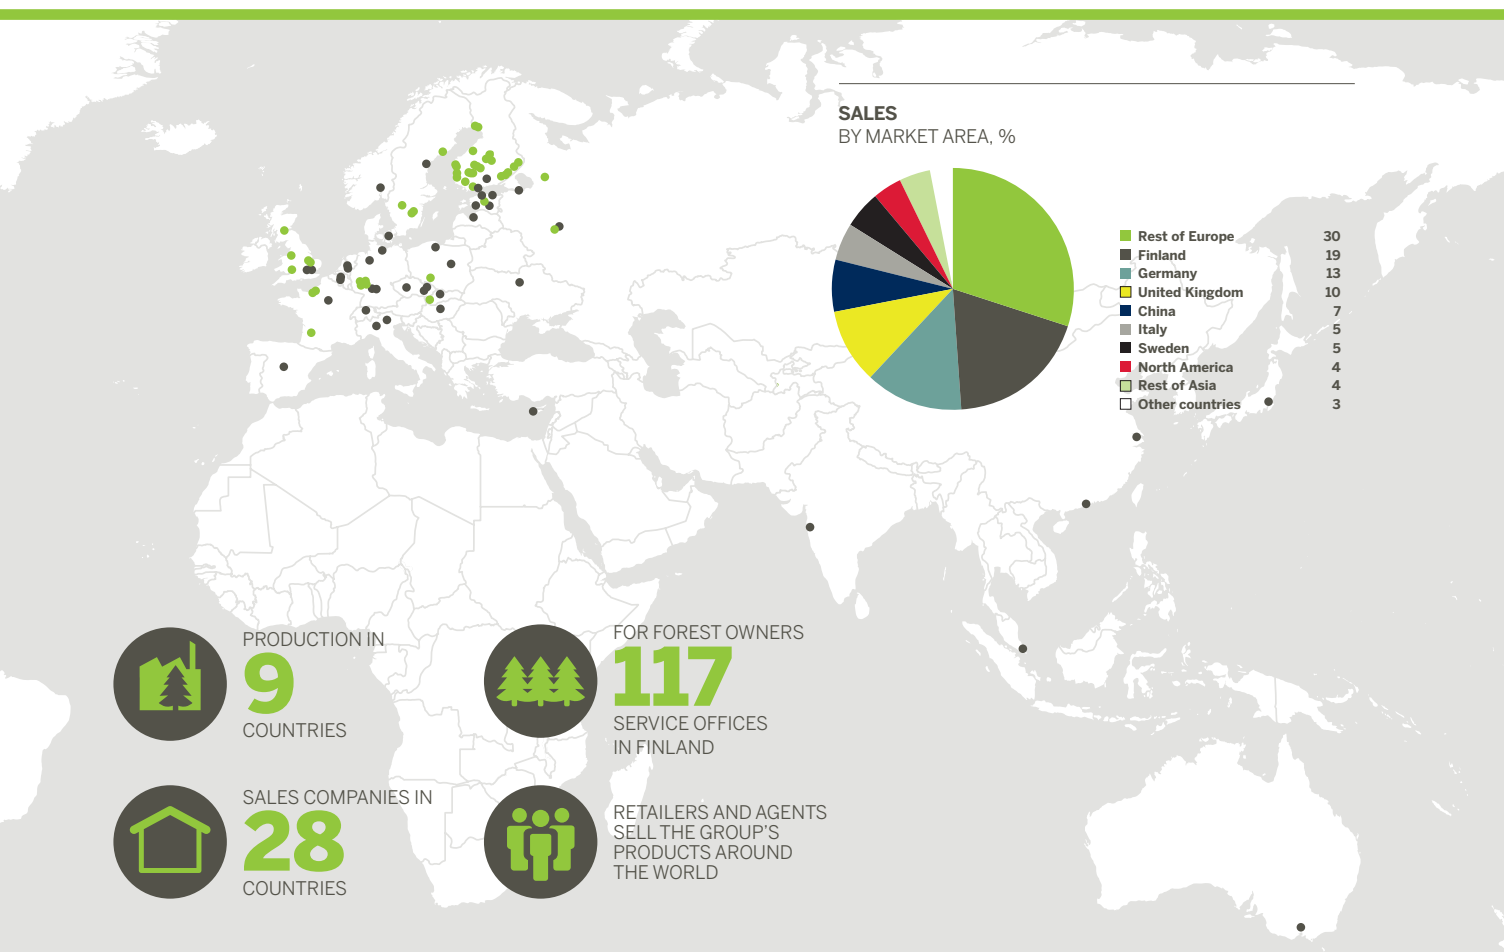 SALES
BY MARKET AREA, %
Rest of Europe 30
Finland 19
Germany 13
United Kingdom 10
China 7
Italy 5
Sweden 5
North America 4
Rest of Asia 4
Other countries 3
PRODUCTION IN
9
COUNTRIES
FOR FOREST OWNERS
117
SERVICE OFFICES
IN FINLAND
SALES COMPANIES IN
28
COUNTRIES
RETAILERS AND AGENTS
SELL THE GROUP'S
PRODUCTS AROUND
THE WORLD